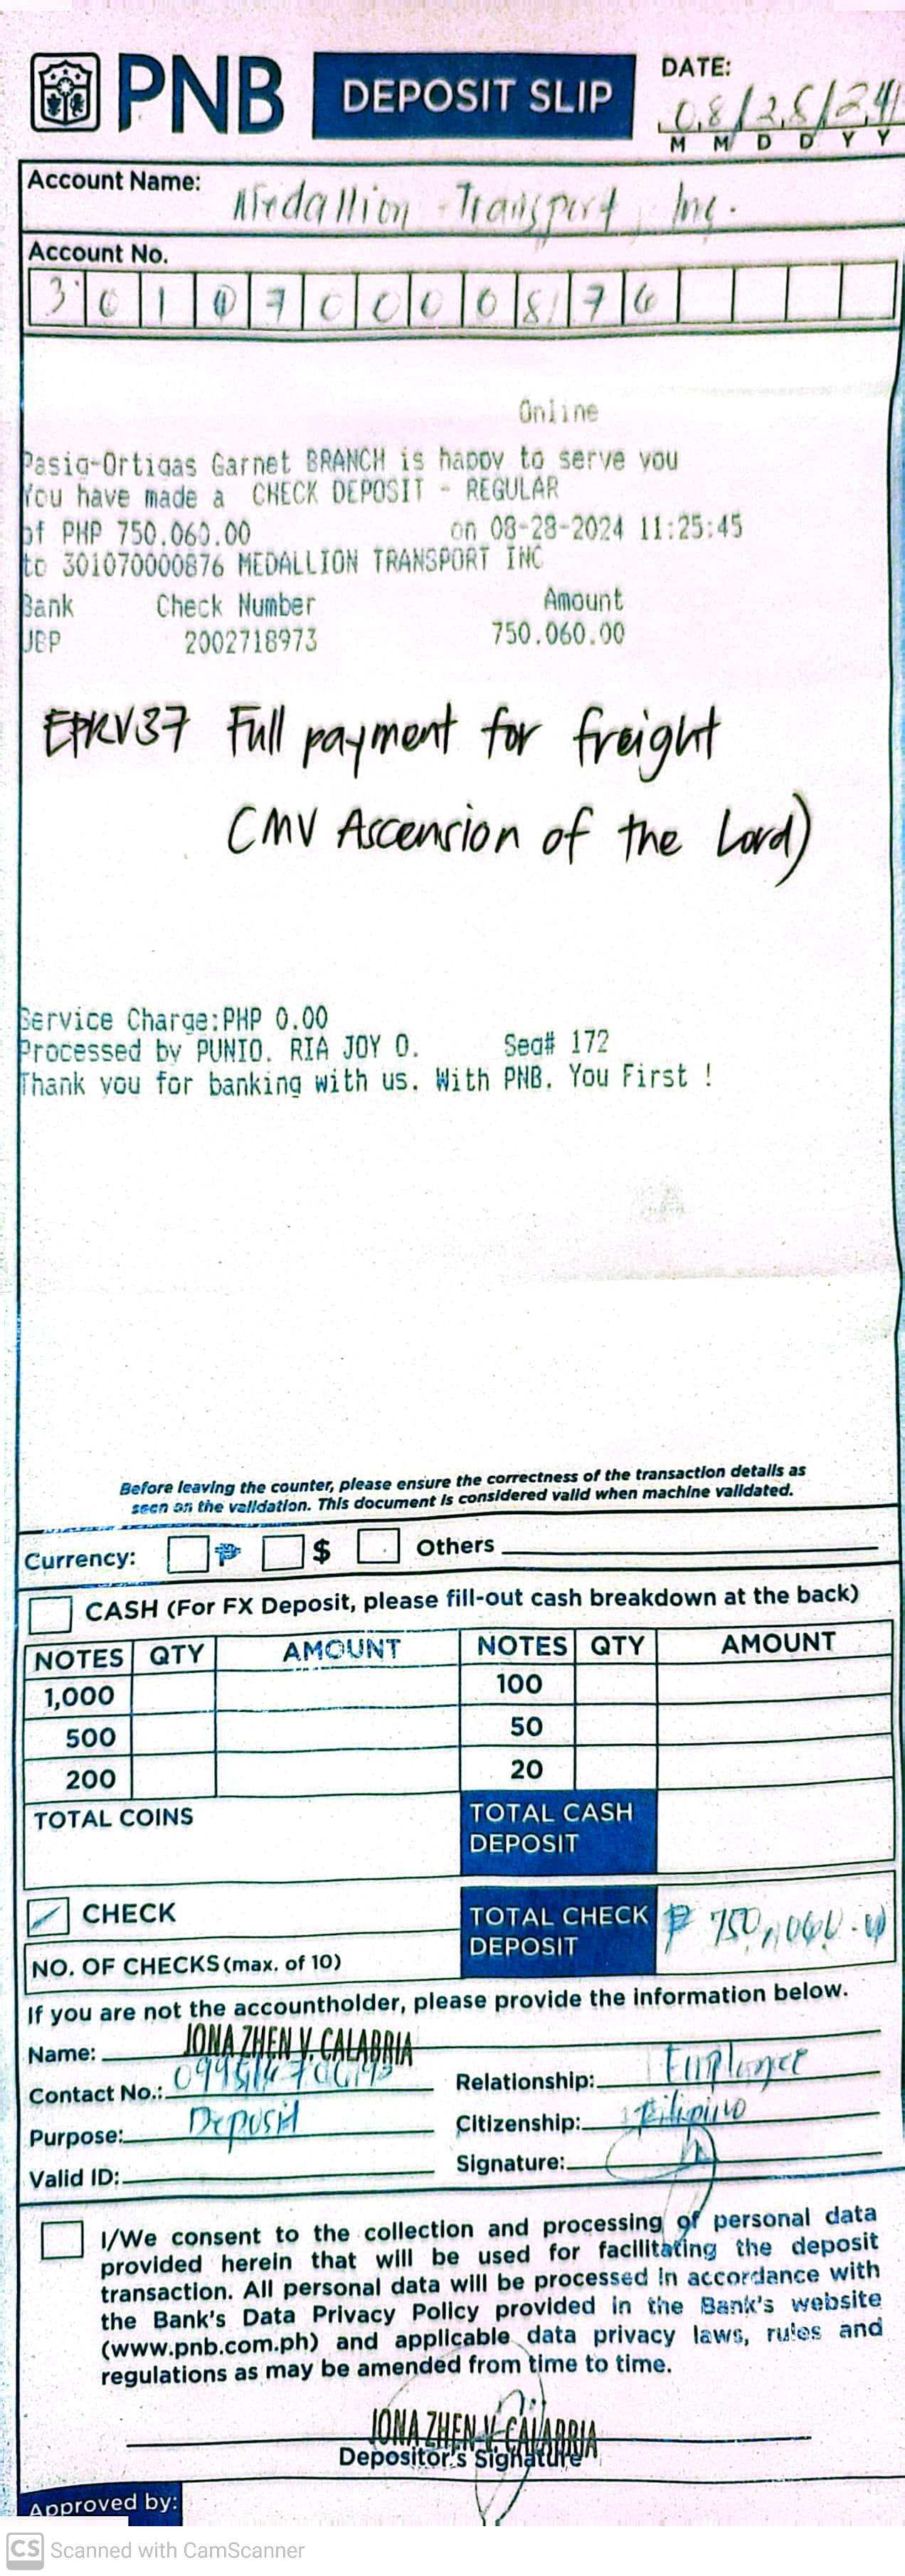 PNB DEPOSIT SLIP
DATE:
08/28/24
M M D D Y Y
Account Name: Medallion Transport, Inc.
Account No.
301070000876
Online
Pasig-Ortigas Garnet BRANCH is happy to serve you
You have made a CHECK DEPOSIT - REGULAR
of PHP 750,060.00 on 08-28-2024 11:25:45
to 301070000876 MEDALLION TRANSPORT INC
Bank Check Number Amount
UBP 2002718973 750,060.00
Full payment for freight
(MV Ascension of the Lord)
Service Charge:PHP 0.00
Processed by PUNIO, RIA JOY O. Seq# 172
Thank you for banking with us. With PNB, You First !
Before leaving the counter, please ensure the correctness of the transaction details as
seen on the validation. This document is considered valid when machine validated.
Currency: ₱ $ Others
CASH (For FX Deposit, please fill-out cash breakdown at the back)
NOTES QTY AMOUNT NOTES QTY AMOUNT
1,000 100
500 50
200 20
TOTAL COINS TOTAL CASH DEPOSIT
CHECK TOTAL CHECK DEPOSIT ₱ 750,060.00
NO. OF CHECKS (max. of 10)
If you are not the accountholder, please provide the information below.
Name: JONA ZHEN V. CALABRIA
Contact No.: Relationship: Employee
Purpose: Deposit Citizenship: Filipino
Valid ID: Signature:
I/We consent to the collection and processing of personal data
provided herein that will be used for facilitating the deposit
transaction. All personal data will be processed in accordance with
the Bank's Data Privacy Policy provided in the Bank's website
(www.pnb.com.ph) and applicable data privacy laws, rules and
regulations as may be amended from time to time.
JONA ZHEN V. CALABRIA
Depositor's Signature
Approved by:
CS Scanned with CamScanner